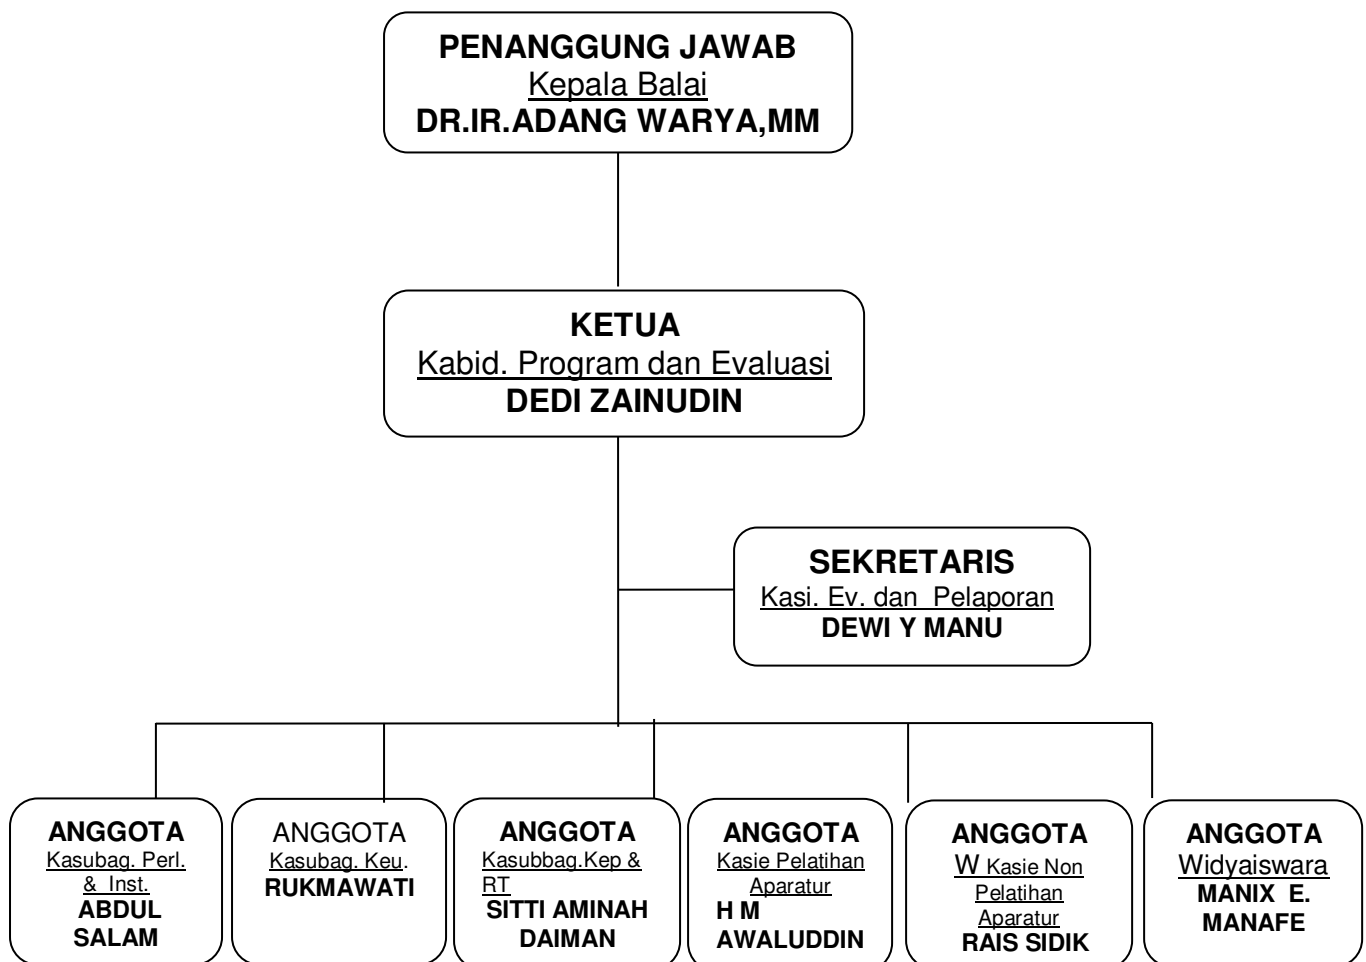 PENANGGUNG JAWAB
Kepala Balai
DR.IR.ADANG WARYA,MM
KETUA
Kabid. Program dan Evaluasi
DEDI ZAINUDIN
SEKRETARIS
Kasi. Ev. dan Pelaporan
DEWI Y MANU
ANGGOTA
Kasubag. Perl.
& Inst.
ABDUL
SALAM
ANGGOTA
Kasubag. Keu.
RUKMAWATI
ANGGOTA
Kasubbag.Kep &
RT
SITTI AMINAH
DAIMAN
ANGGOTA
Kasie Pelatihan
Aparatur
H M
AWALUDDIN
ANGGOTA
W Kasie Non
Pelatihan
Aparatur
RAIS SIDIK
ANGGOTA
Widyaiswara
MANIX E.
MANAFE